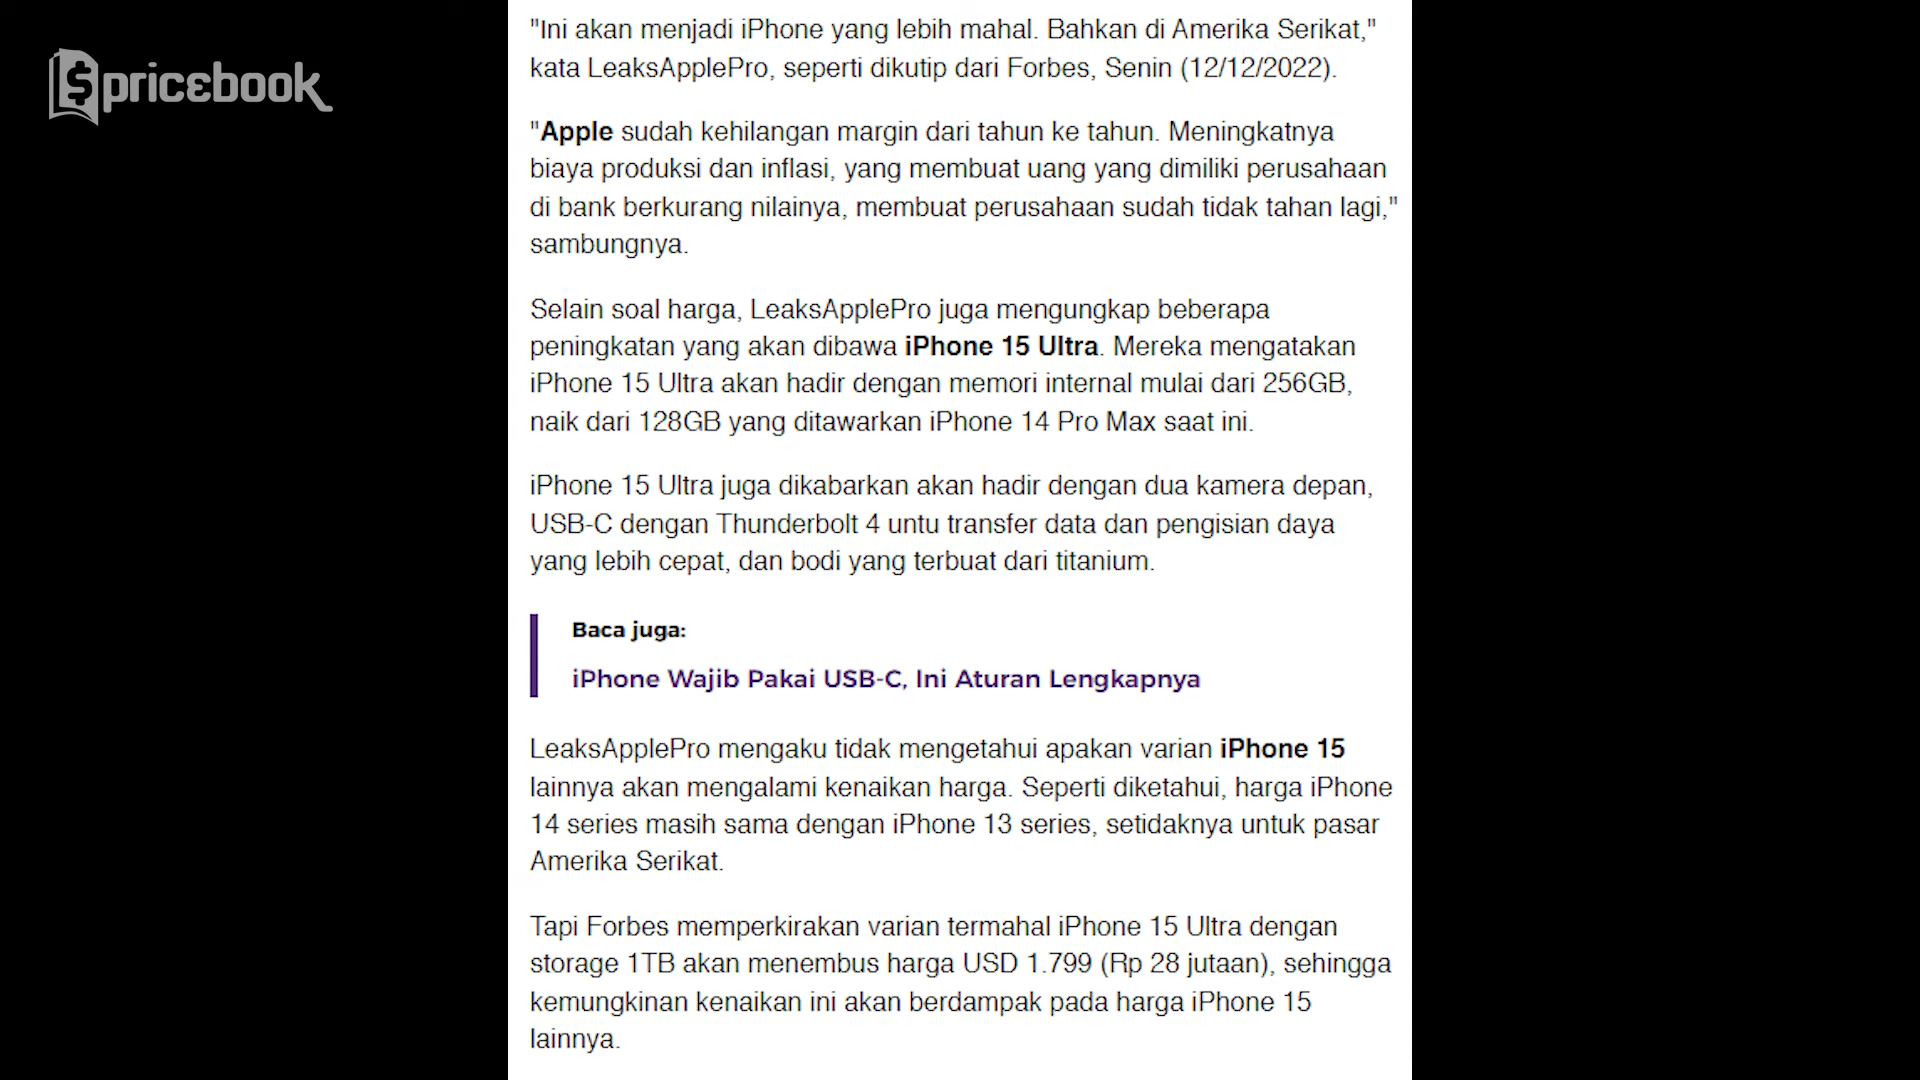 pricebook
"Ini akan menjadi iPhone yang lebih mahal. Bahkan di Amerika Serikat,"
kata LeaksApplePro, seperti dikutip dari Forbes, Senin (12/12/2022).
"Apple sudah kehilangan margin dari tahun ke tahun. Meningkatnya
biaya produksi dan inflasi, yang membuat uang yang dimiliki perusahaan
di bank berkurang nilainya, membuat perusahaan sudah tidak tahan lagi,"
sambungnya.
Selain soal harga, LeaksApplePro juga mengungkap beberapa
peningkatan yang akan dibawa iPhone 15 Ultra. Mereka mengatakan
iPhone 15 Ultra akan hadir dengan memori internal mulai dari 256GB,
naik dari 128GB yang ditawarkan iPhone 14 Pro Max saat ini.
iPhone 15 Ultra juga dikabarkan akan hadir dengan dua kamera depan,
USB-C dengan Thunderbolt 4 untu transfer data dan pengisian daya
yang lebih cepat, dan bodi yang terbuat dari titanium.
Baca juga:
iPhone Wajib Pakai USB-C, Ini Aturan Lengkapnya
LeaksApplePro mengaku tidak mengetahui apakan varian iPhone 15
lainnya akan mengalami kenaikan harga. Seperti diketahui, harga iPhone
14 series masih sama dengan iPhone 13 series, setidaknya untuk pasar
Amerika Serikat.
Tapi Forbes memperkirakan varian termahal iPhone 15 Ultra dengan
storage 1TB akan menembus harga USD 1.799 (Rp 28 jutaan), sehingga
kemungkinan kenaikan ini akan berdampak pada harga iPhone 15
lainnya.